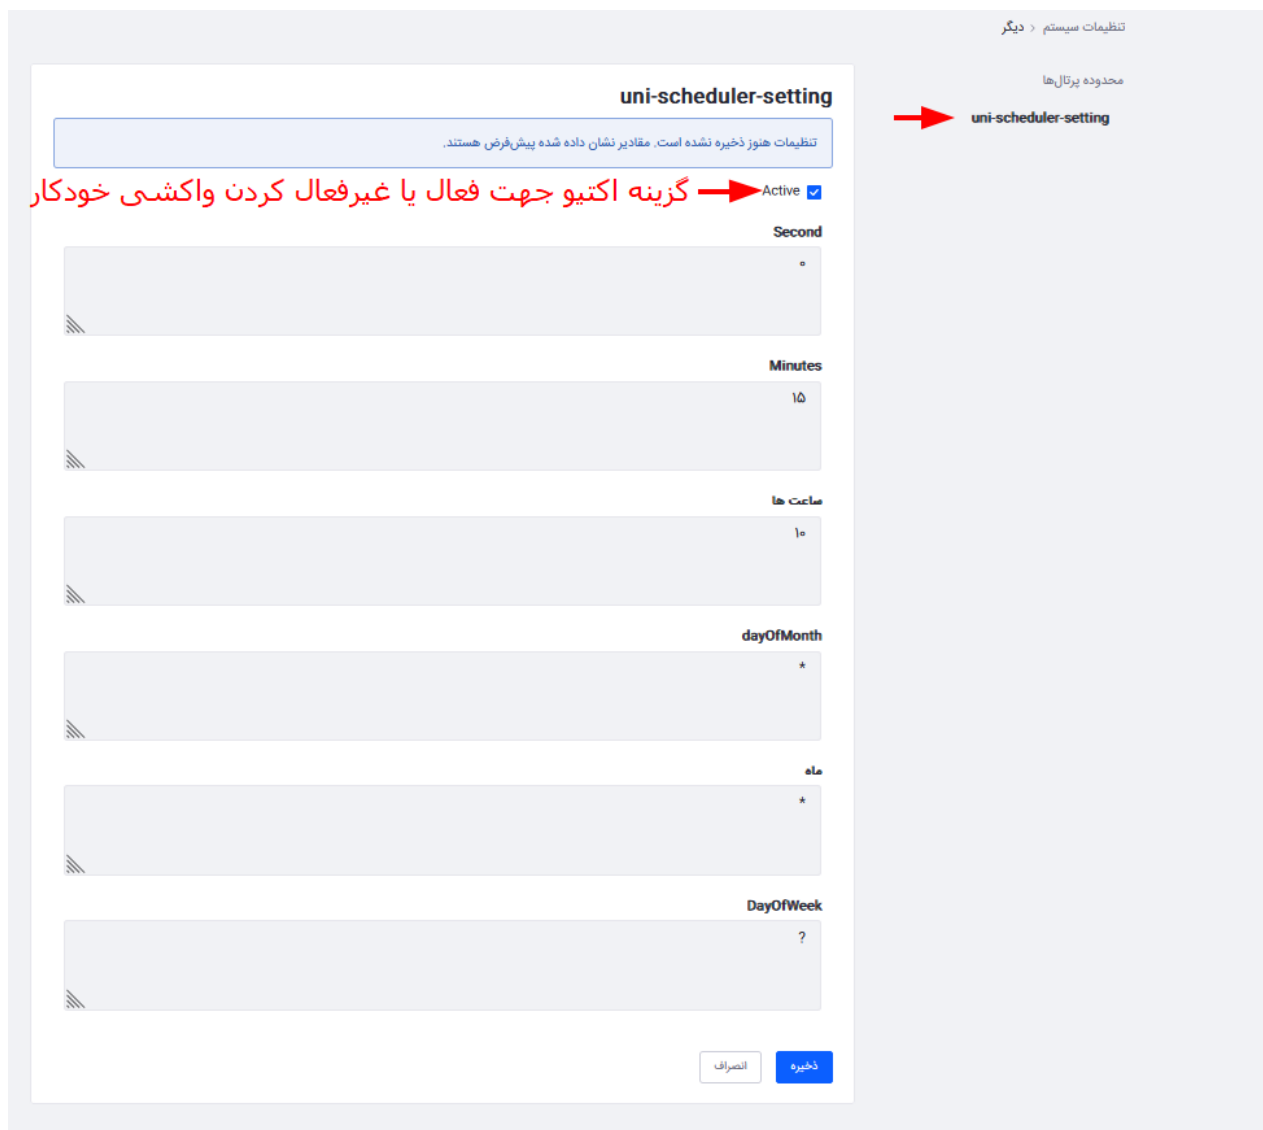 تنظیمات سیستم > دیگر
محدوده پرتال‌ها
uni-scheduler-setting
uni-scheduler-setting
تنظیمات هنوز ذخیره نشده است. مقادیر نشان داده شده پیش‌فرض هستند.
Active
گزینه اکتیو جهت فعال یا غیرفعال کردن واکشی خودکار
Second
۰
Minutes
۱۵
ساعت ها
۱۰
dayOfMonth
*
ماه
*
DayOfWeek
?
ذخیره
انصراف